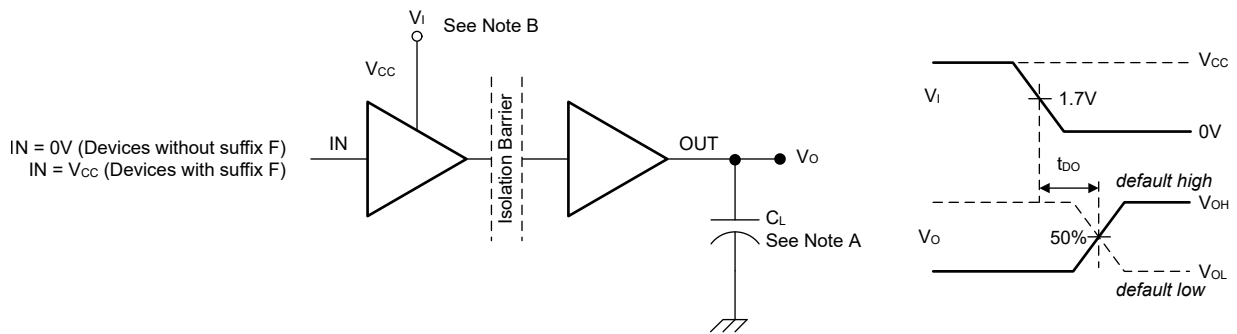 VI
See Note B
VCC
IN = 0V (Devices without suffix F)
IN = VCC (Devices with suffix F)
IN
Isolation Barrier
OUT
VO
CL
See Note A
VCC
VI
1.7V
0V
tDO
default high
VOH
VO
50%
VOL
default low